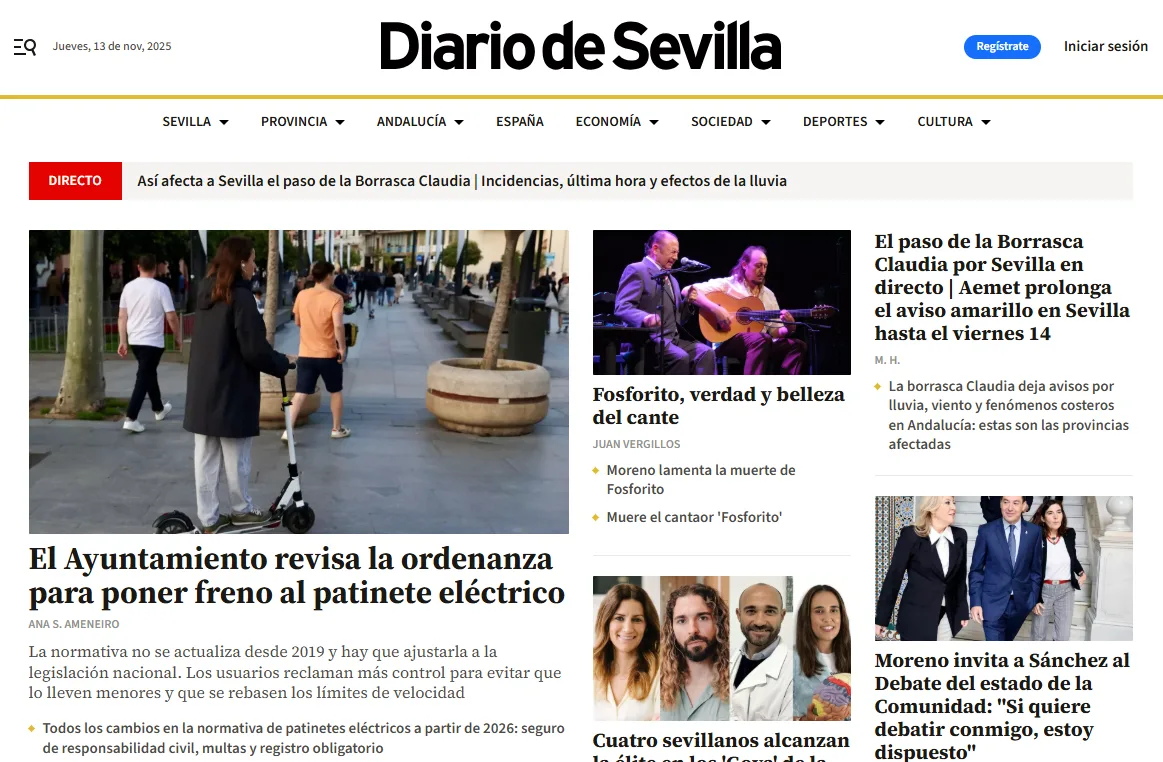 Jueves, 13 de nov, 2025
Diario de Sevilla
Regístrate
Iniciar sesión
SEVILLA
PROVINCIA
ANDALUCÍA
ESPAÑA
ECONOMÍA
SOCIEDAD
DEPORTES
CULTURA
DIRECTO
Así afecta a Sevilla el paso de la Borrasca Claudia | Incidencias, última hora y efectos de la lluvia
El Ayuntamiento revisa la ordenanza
para poner freno al patinete eléctrico
ANA S. AMENEIRO
La normativa no se actualiza desde 2019 y hay que ajustarla a la
legislación nacional. Los usuarios reclaman más control para evitar que
lo lleven menores y que se rebasen los límites de velocidad
Todos los cambios en la normativa de patinetes eléctricos a partir de 2026: seguro
de responsabilidad civil, multas y registro obligatorio
Fosforito, verdad y belleza
del cante
JUAN VERGILLOS
Moreno lamenta la muerte de
Fosforito
Muere el cantaor 'Fosforito'
Cuatro sevillanos alcanzan
la élite en los 'Goya' de la
El paso de la Borrasca
Claudia por Sevilla en
directo | Aemet prolonga
el aviso amarillo en Sevilla
hasta el viernes 14
M. H.
La borrasca Claudia deja avisos por
lluvia, viento y fenómenos costeros
en Andalucía: estas son las provincias
afectadas
Moreno invita a Sánchez al
Debate del estado de la
Comunidad: "Si quiere
debatir conmigo, estoy
dispuesto"